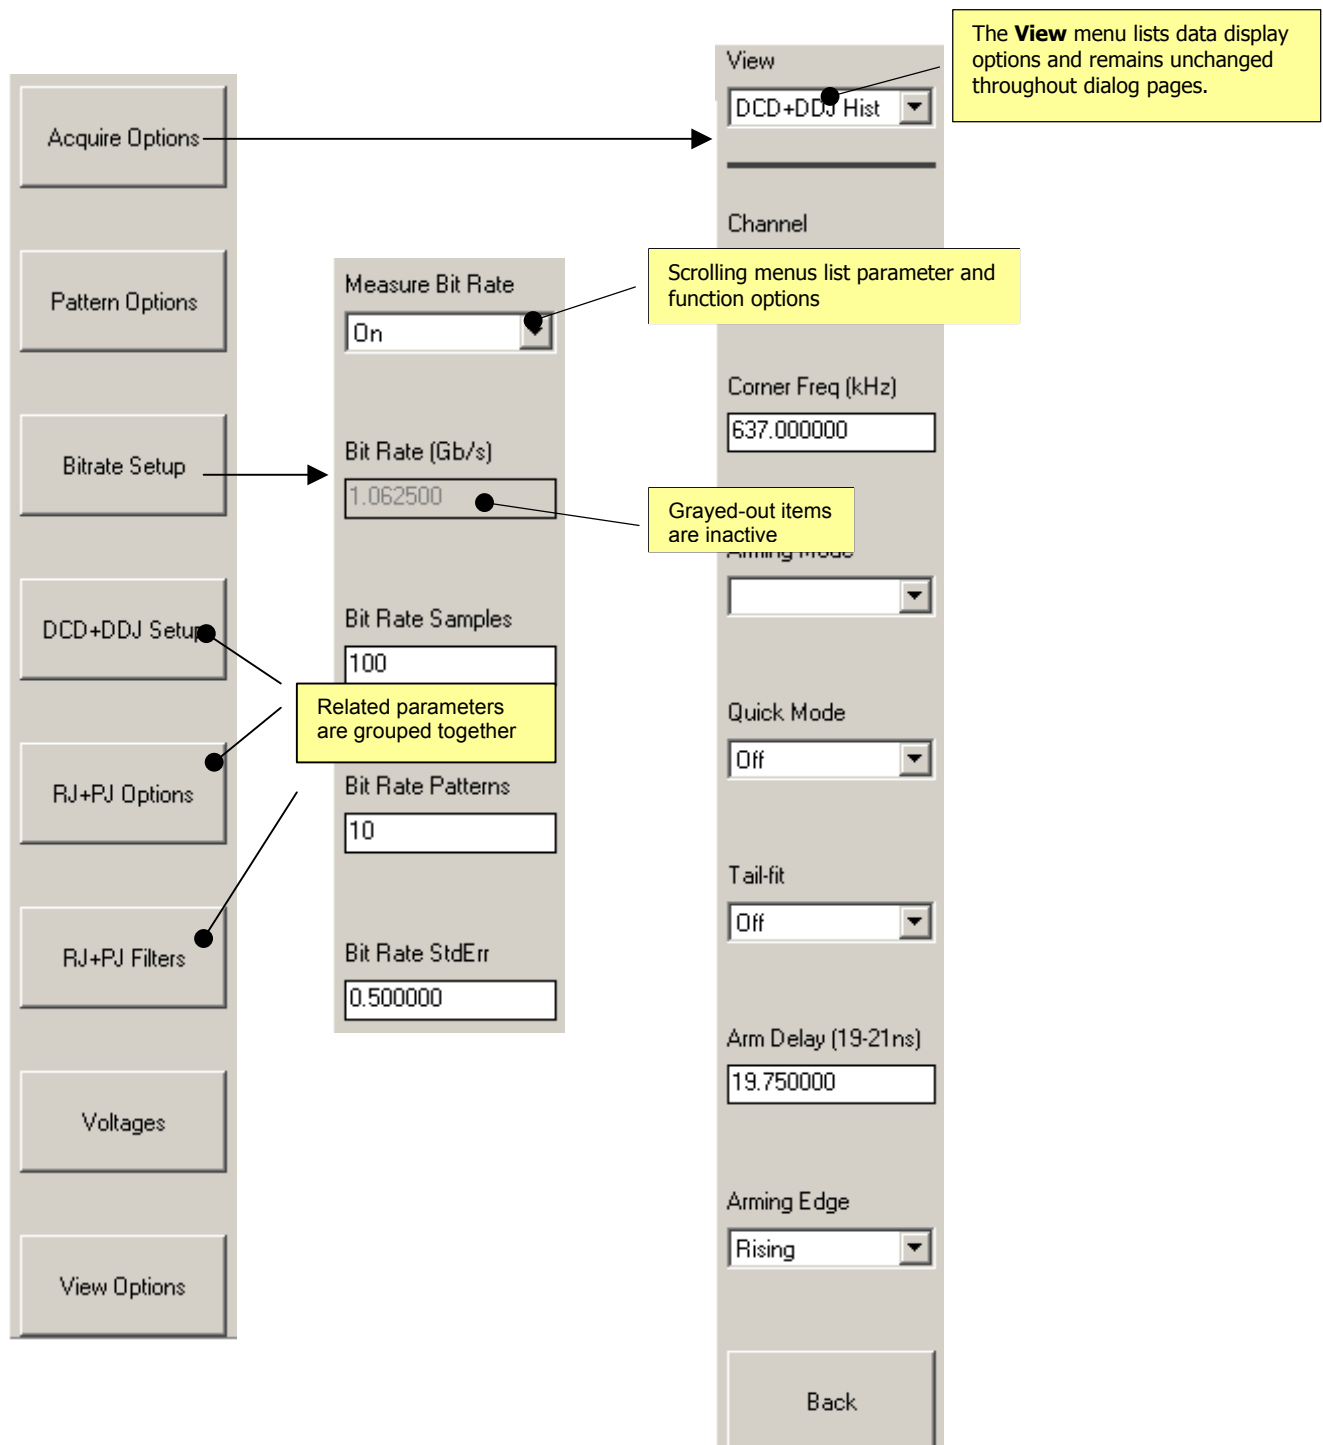 Acquire Options
Pattern Options
Bitrate Setup
DCD+DDJ Setup
RJ+PJ Options
RJ+PJ Filters
Voltages
View Options
Measure Bit Rate
On
Bit Rate (Gb/s)
1.062500
Bit Rate Samples
100
Related parameters
are grouped together
Bit Rate Patterns
10
Bit Rate StdErr
0.500000
View
DCD+DDJ Hist
The View menu lists data display
options and remains unchanged
throughout dialog pages.
Channel
Scrolling menus list parameter and
function options
Corner Freq (kHz)
637.000000
Grayed-out items
are inactive
Arming Mode
Quick Mode
Off
Tail-fit
Off
Arm Delay (19-21ns)
19.750000
Arming Edge
Rising
Back